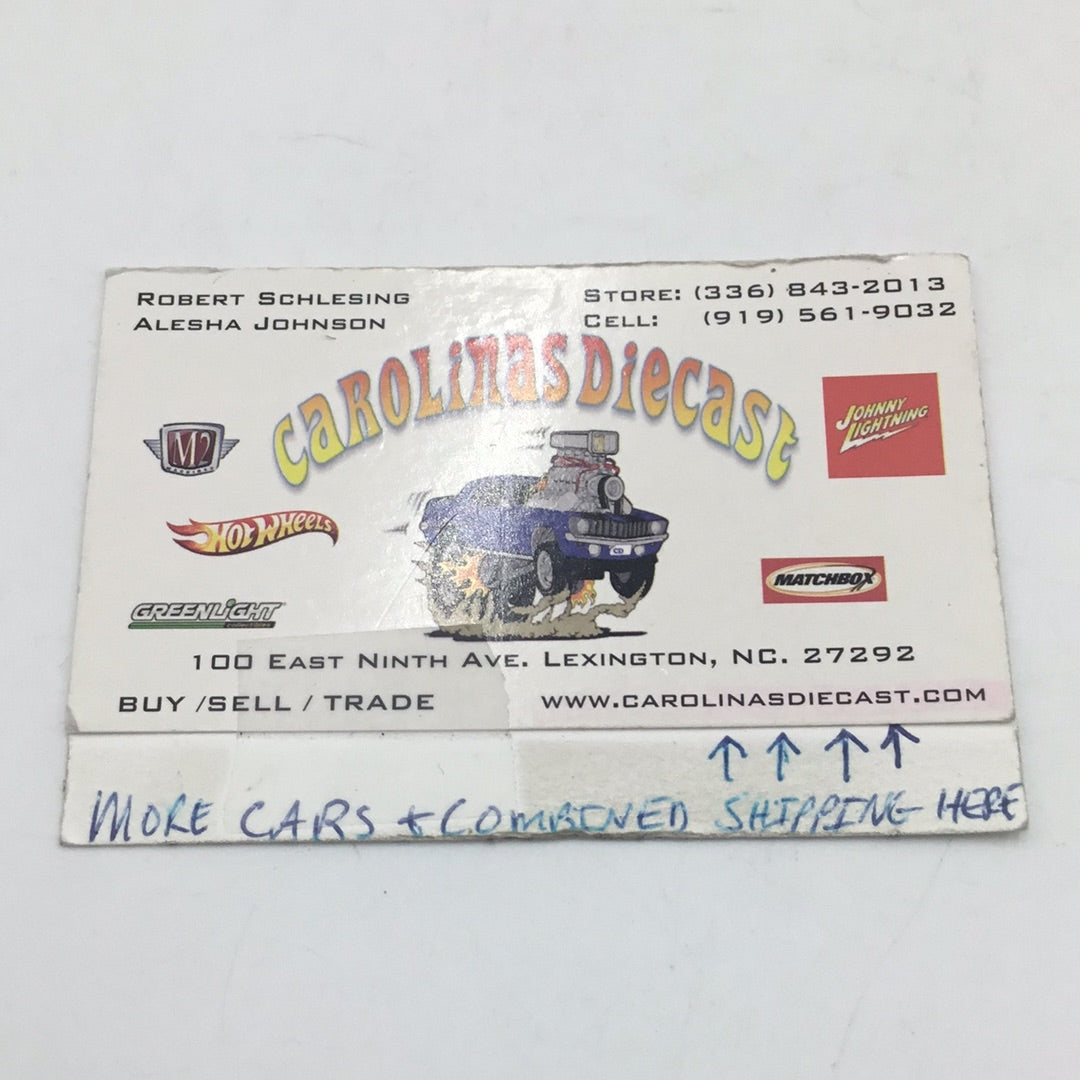 ROBERT SCHLESING
ALESHA JOHNSON
STORE: (336) 843-2013
CELL: (919) 561-9032
CAROLINAS DIECAST
M2
MACHINES
JOHNNY
LIGHTNING
HOT WHEELS
CD
MATCHBOX
GREENLIGHT
collectibles
100 EAST NINTH AVE. LEXINGTON, NC. 27292
BUY /SELL / TRADE
WWW.CAROLINASDIECAST.COM
MORE CARS + COMBINED SHIPPING HERE